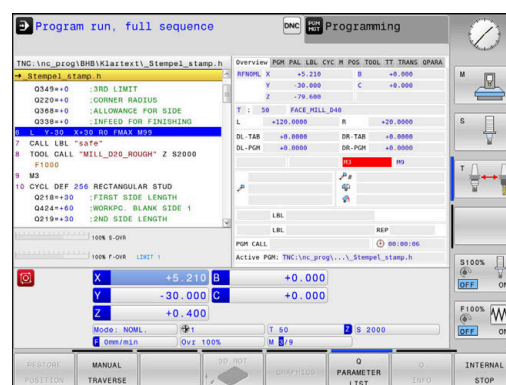 Program run, full sequence
DNC
PGM MGT
Programming
TNC:\nc_prog\BHB\Klartext\_Stempel_stamp.h
→_Stempel_stamp.h
Q349=+0 ;3RD LIMIT
Q220=+0 ;CORNER RADIUS
Q368=+0 ;ALLOWANCE FOR SIDE
Q338=+0 ;INFEED FOR FINISHING
6 L Y-30 X+30 R0 FMAX M99
7 CALL LBL "safe"
8 TOOL CALL "MILL_D20_ROUGH" Z S2000
F1000
9 M3
10 CYCL DEF 256 RECTANGULAR STUD
Q218=+30 ;FIRST SIDE LENGTH
Q424=+60 ;WORKPC. BLANK SIDE 1
Q219=+30 ;2ND SIDE LENGTH
100% S-OVR
100% F-OVR LIMIT 1
Overview PGM PAL LBL CYC M POS TOOL TT TRANS QPARA
RFNOML X +5.210 B +0.000
Y -30.000 C +0.000
Z -79.600
T : 50 FACE_MILL_D40
L +120.0000 R +20.0000
DL-TAB +0.0000 DR-TAB +0.0000
DL-PGM +0.0000 DR-PGM +0.0000
M3 M9
LBL
LBL REP
PGM CALL 00:00:06
Active PGM: TNC:\nc_prog\...\_Stempel_stamp.h
X +5.210 B +0.000
Y -30.000 C +0.000
Z +0.400
Mode: NOML. 1 T 50 Z S 2000
F 0mm/min Ovr 100% M 3/9
M
S
T
S100%
OFF ON
F100%
OFF ON
RESTORE POSITION
MANUAL TRAVERSE
3D ROT
GRAPHICS
Q PARAMETER LIST
Q INFO
INTERNAL STOP